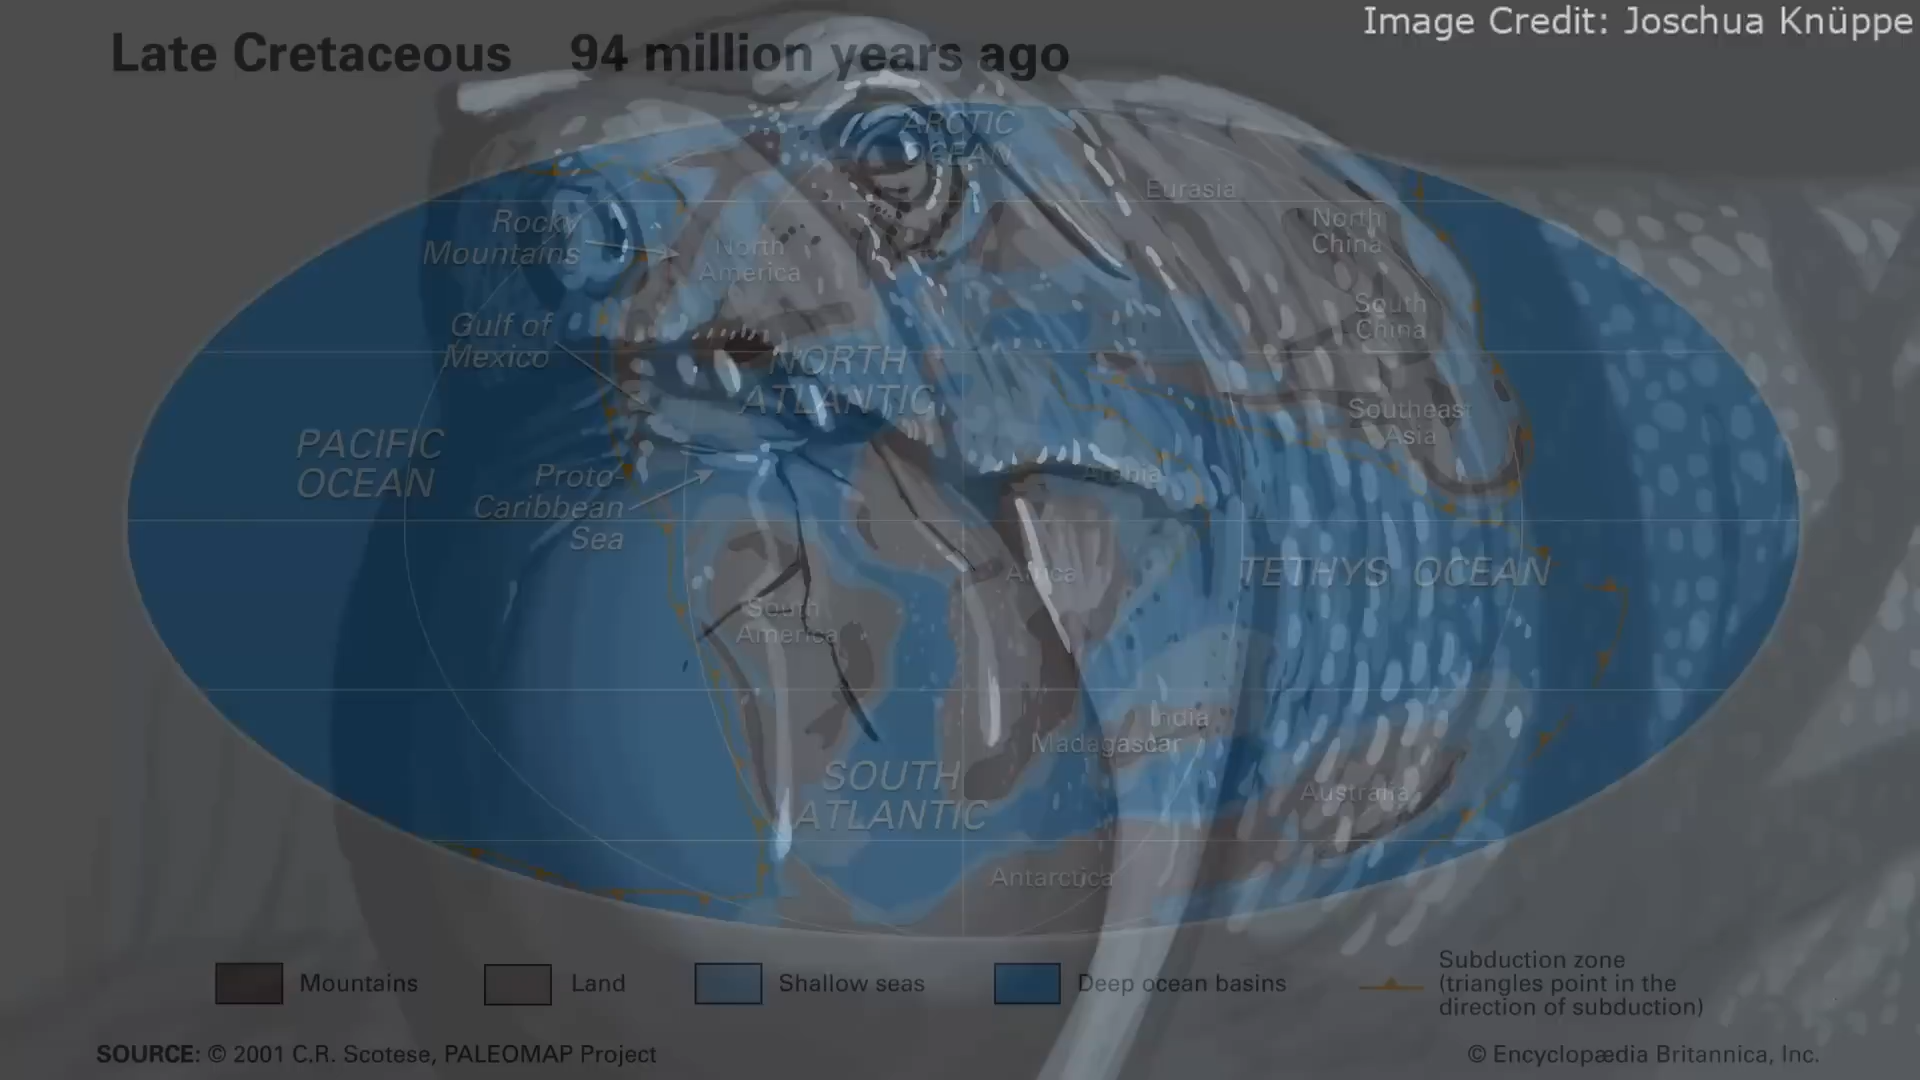 Image Credit: Joschua Knüppe
Late Cretaceous 94 million years ago
ARCTIC
OCEAN
Eurasia
Rocky
Mountains
North
America
North
China
Gulf of
Mexico
South
China
NORTH
ATLANTIC
Southeast
Asia
PACIFIC
OCEAN
Proto-
Caribbean
Sea
Arabia
Africa
TETHYS OCEAN
South
America
India
Madagascar
SOUTH
ATLANTIC
Australia
Antarctica
Mountains
Land
Shallow seas
Deep ocean basins
Subduction zone
(triangles point in the
direction of subduction)
SOURCE: © 2001 C.R. Scotese, PALEOMAP Project
© Encyclopædia Britannica, Inc.